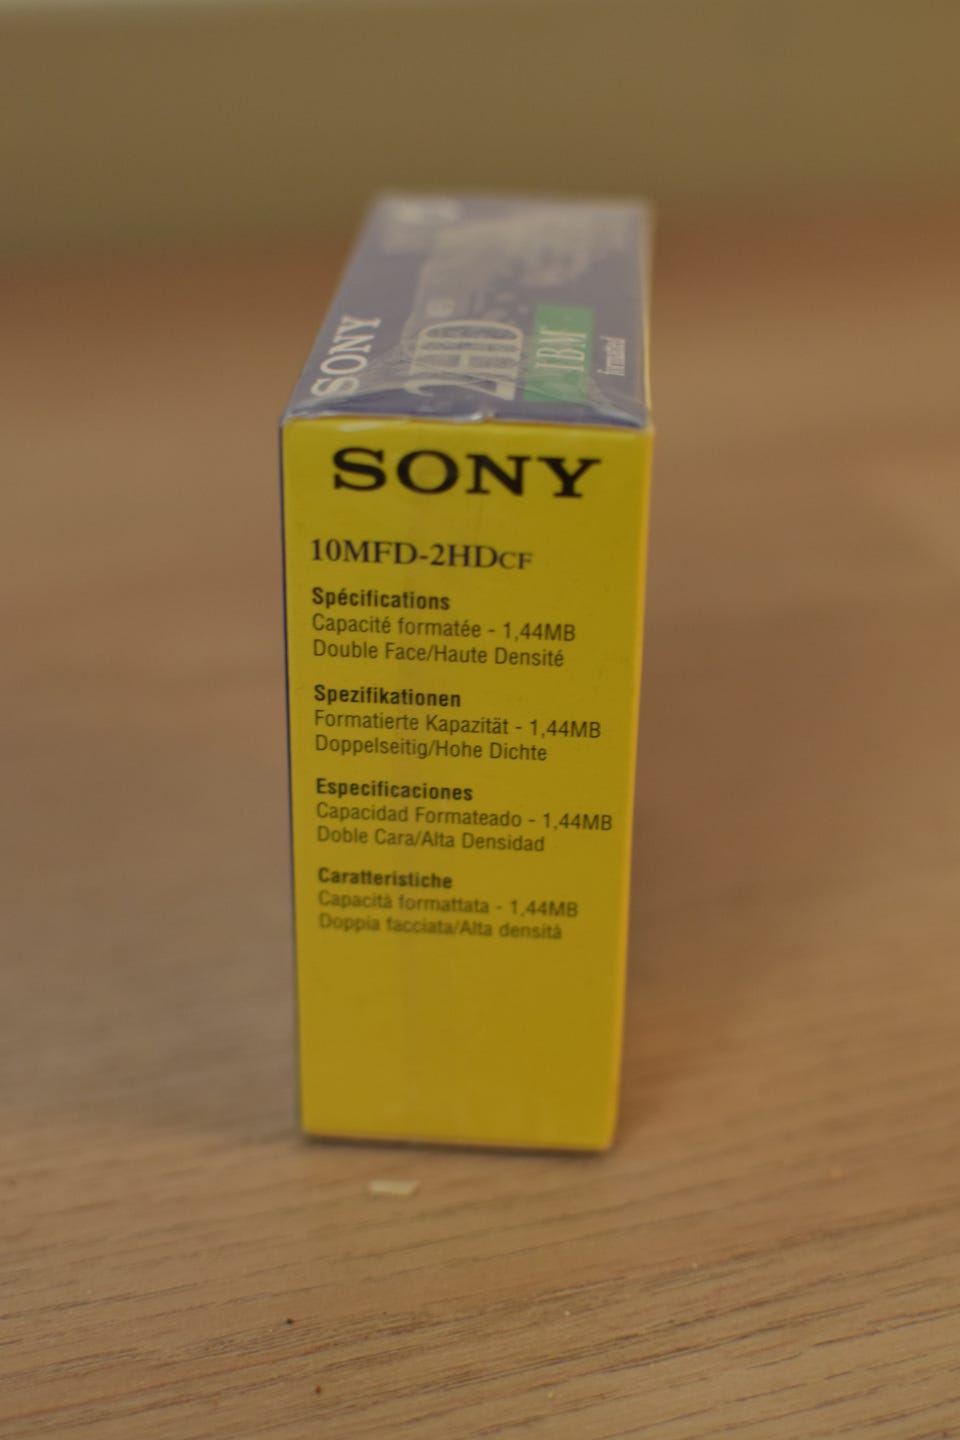 SONY
2HD
IBM
formatted
SONY
10MFD-2HDCF
Spécifications
Capacité formatée - 1,44MB
Double Face/Haute Densité
Spezifikationen
Formatierte Kapazität - 1,44MB
Doppelseitig/Hohe Dichte
Especificaciones
Capacidad Formateado - 1,44MB
Doble Cara/Alta Densidad
Caratteristiche
Capacità formattata - 1,44MB
Doppia facciata/Alta densità